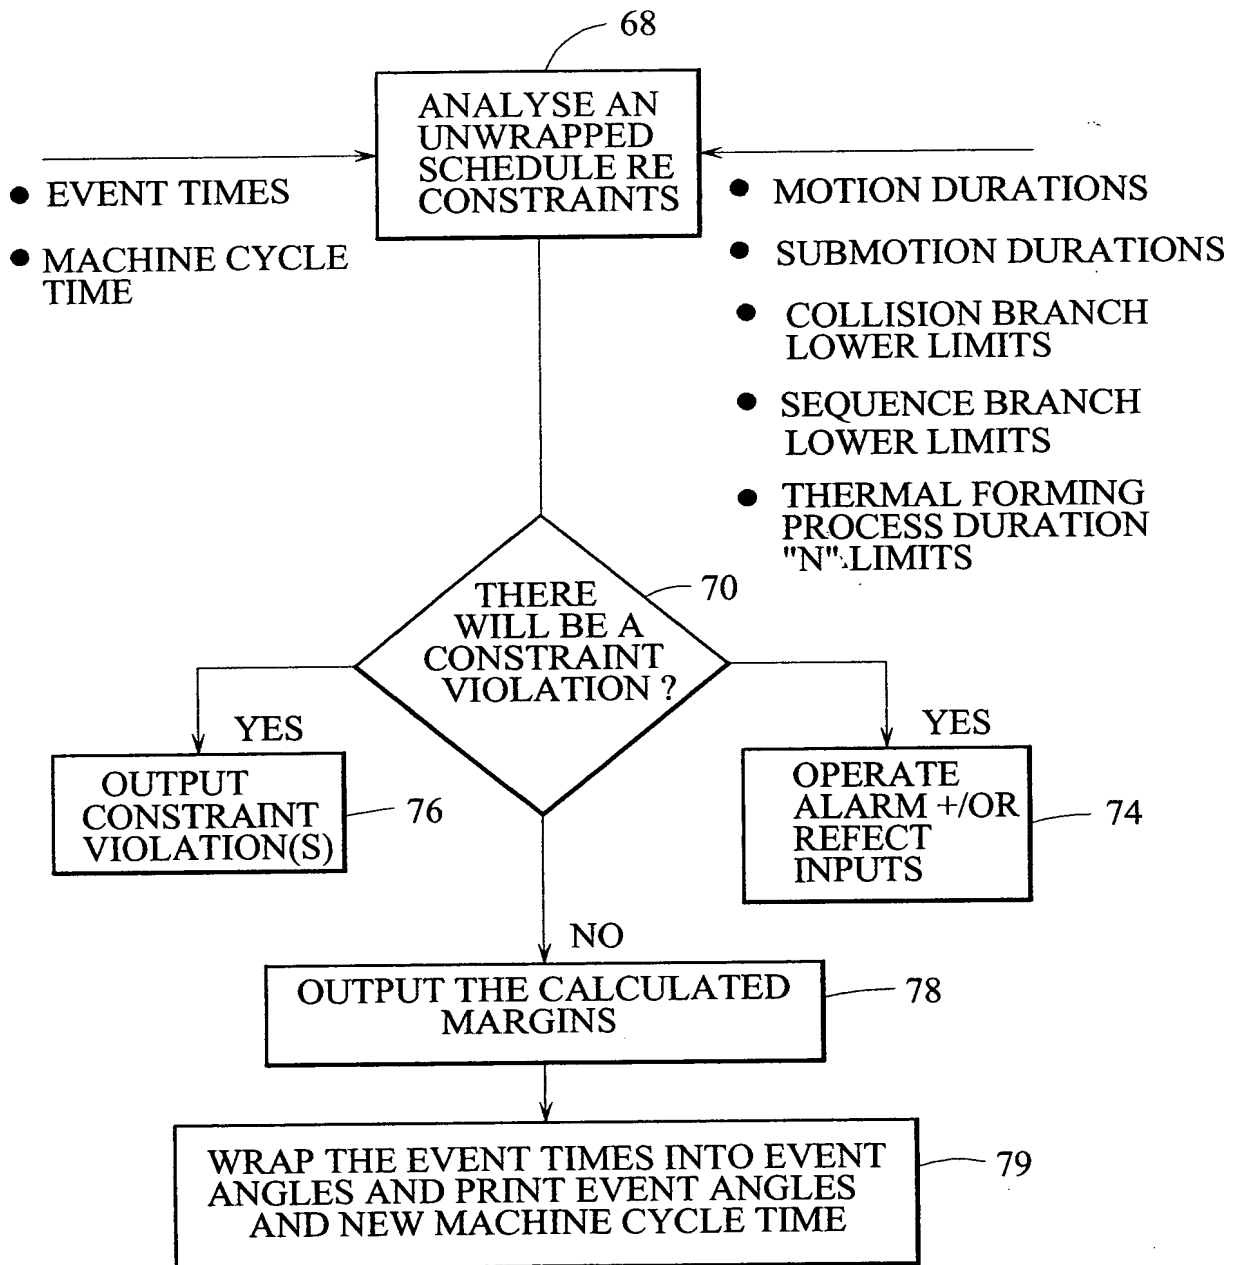 68
ANALYSE AN
UNWRAPPED
SCHEDULE RE
CONSTRAINTS
● EVENT TIMES
● MACHINE CYCLE
TIME
● MOTION DURATIONS
● SUBMOTION DURATIONS
● COLLISION BRANCH
LOWER LIMITS
● SEQUENCE BRANCH
LOWER LIMITS
● THERMAL FORMING
PROCESS DURATION
"N" LIMITS
70
THERE
WILL BE A
CONSTRAINT
VIOLATION ?
YES
OUTPUT
CONSTRAINT
VIOLATION(S)
76
YES
OPERATE
ALARM +/OR
REFECT
INPUTS
74
NO
OUTPUT THE CALCULATED
MARGINS
78
WRAP THE EVENT TIMES INTO EVENT
ANGLES AND PRINT EVENT ANGLES
AND NEW MACHINE CYCLE TIME
79